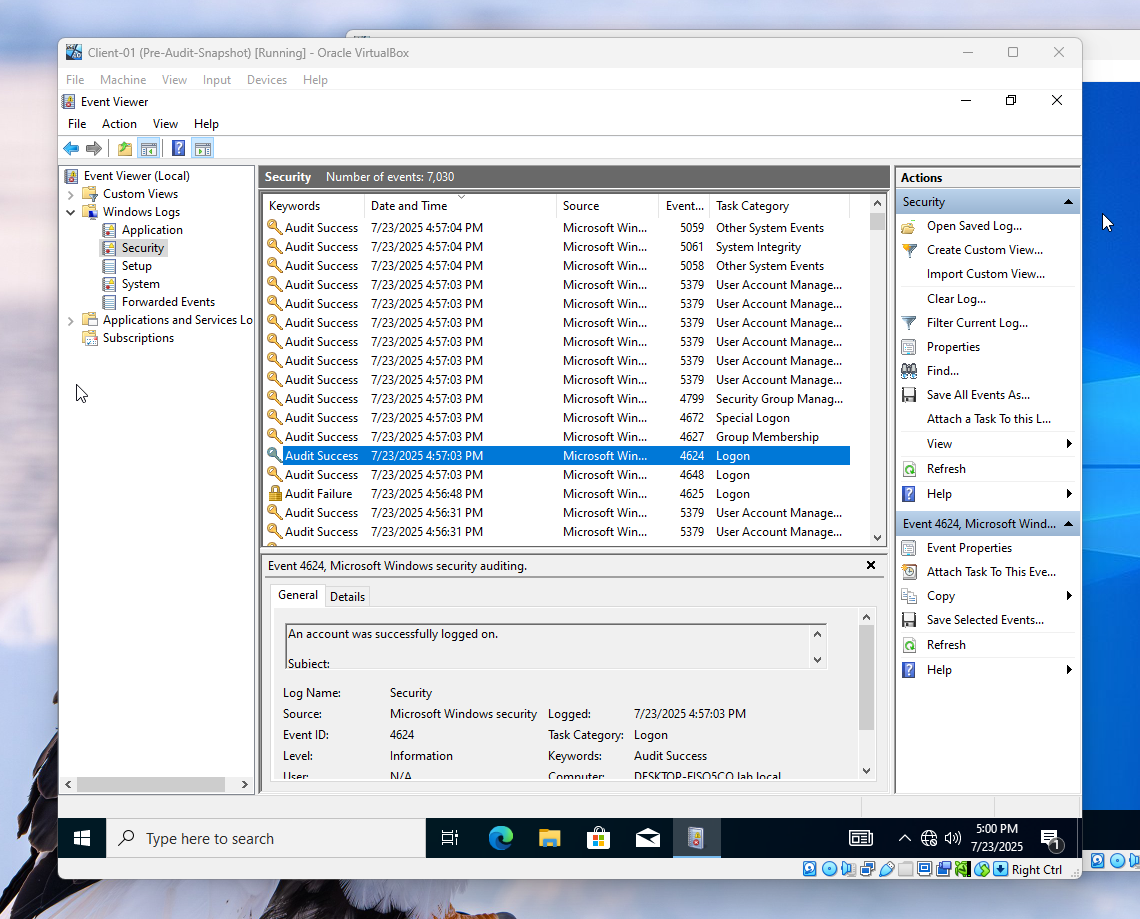 Client-01 (Pre-Audit-Snapshot) [Running] - Oracle VirtualBox
File Machine View Input Devices Help
Event Viewer
File Action View Help
Event Viewer (Local)
Custom Views
Windows Logs
Application
Security
Setup
System
Forwarded Events
Applications and Services Lo
Subscriptions
Security Number of events: 7,030
Keywords Date and Time Source Event... Task Category
Audit Success 7/23/2025 4:57:04 PM Microsoft Win... 5059 Other System Events
Audit Success 7/23/2025 4:57:04 PM Microsoft Win... 5061 System Integrity
Audit Success 7/23/2025 4:57:04 PM Microsoft Win... 5058 Other System Events
Audit Success 7/23/2025 4:57:03 PM Microsoft Win... 5379 User Account Manage...
Audit Success 7/23/2025 4:57:03 PM Microsoft Win... 5379 User Account Manage...
Audit Success 7/23/2025 4:57:03 PM Microsoft Win... 5379 User Account Manage...
Audit Success 7/23/2025 4:57:03 PM Microsoft Win... 5379 User Account Manage...
Audit Success 7/23/2025 4:57:03 PM Microsoft Win... 5379 User Account Manage...
Audit Success 7/23/2025 4:57:03 PM Microsoft Win... 5379 User Account Manage...
Audit Success 7/23/2025 4:57:03 PM Microsoft Win... 4799 Security Group Manag...
Audit Success 7/23/2025 4:57:03 PM Microsoft Win... 4672 Special Logon
Audit Success 7/23/2025 4:57:03 PM Microsoft Win... 4627 Group Membership
Audit Success 7/23/2025 4:57:03 PM Microsoft Win... 4624 Logon
Audit Success 7/23/2025 4:57:03 PM Microsoft Win... 4648 Logon
Audit Failure 7/23/2025 4:56:48 PM Microsoft Win... 4625 Logon
Audit Success 7/23/2025 4:56:31 PM Microsoft Win... 5379 User Account Manage...
Audit Success 7/23/2025 4:56:31 PM Microsoft Win... 5379 User Account Manage...
Event 4624, Microsoft Windows security auditing.
General Details
An account was successfully logged on.
Subject:
Log Name: Security
Source: Microsoft Windows security Logged: 7/23/2025 4:57:03 PM
Event ID: 4624 Task Category: Logon
Level: Information Keywords: Audit Success
User: N/A Computer:
Actions
Security
Open Saved Log...
Create Custom View...
Import Custom View...
Clear Log...
Filter Current Log...
Properties
Find...
Save All Events As...
Attach a Task To this L...
View
Refresh
Help
Event 4624, Microsoft Wind...
Event Properties
Attach Task To This Eve...
Copy
Save Selected Events...
Refresh
Help
Type here to search
5:00 PM
7/23/2025
1
Right Ctrl